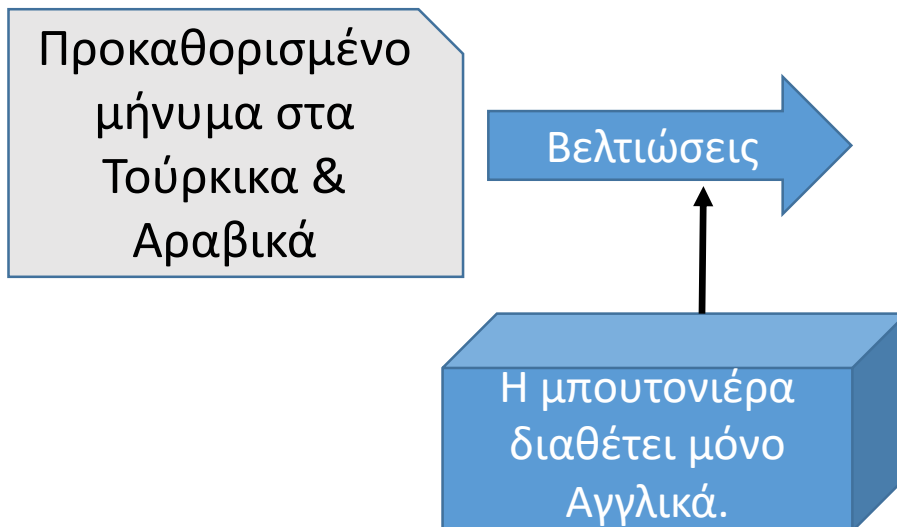 Προκαθορισμένο
μήνυμα στα
Τούρκικα &
Αραβικά
Βελτιώσεις
Η μπουτονιέρα
διαθέτει μόνο
Αγγλικά.